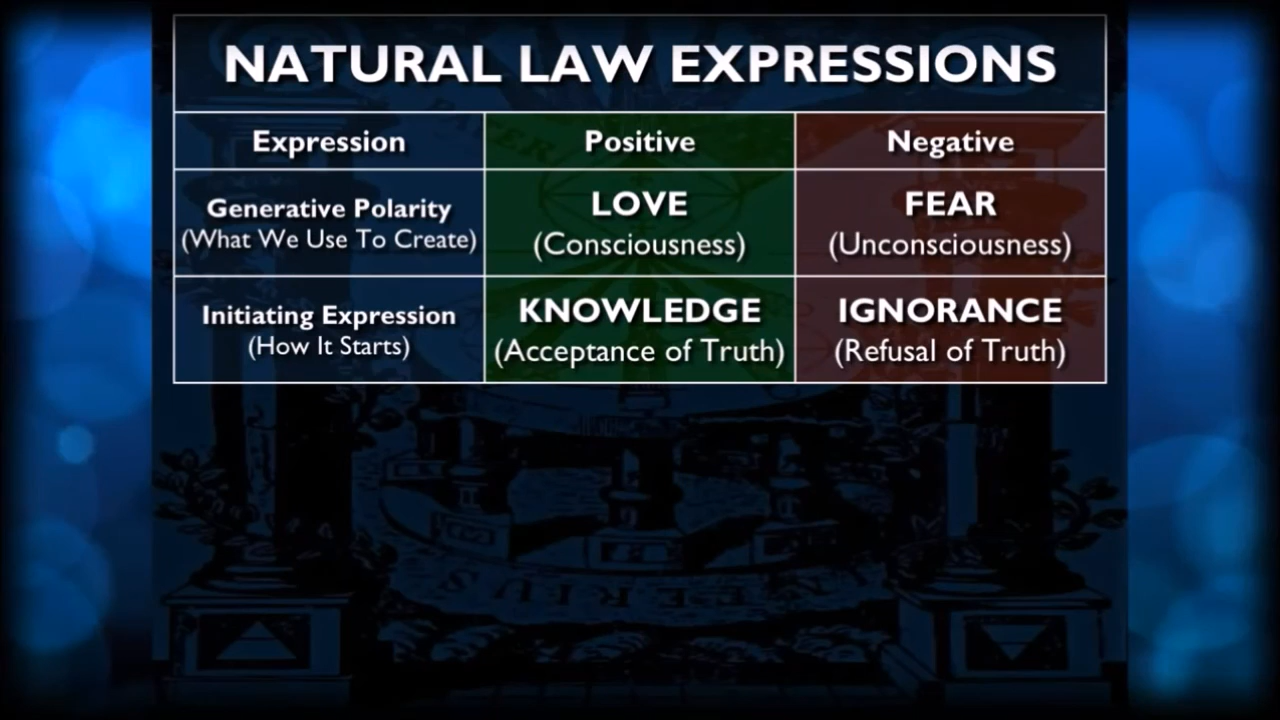 NATURAL LAW EXPRESSIONS
Expression Positive Negative
Generative Polarity
(What We Use To Create)
LOVE
(Consciousness)
FEAR
(Unconsciousness)
Initiating Expression
(How It Starts)
KNOWLEDGE
(Acceptance of Truth)
IGNORANCE
(Refusal of Truth)